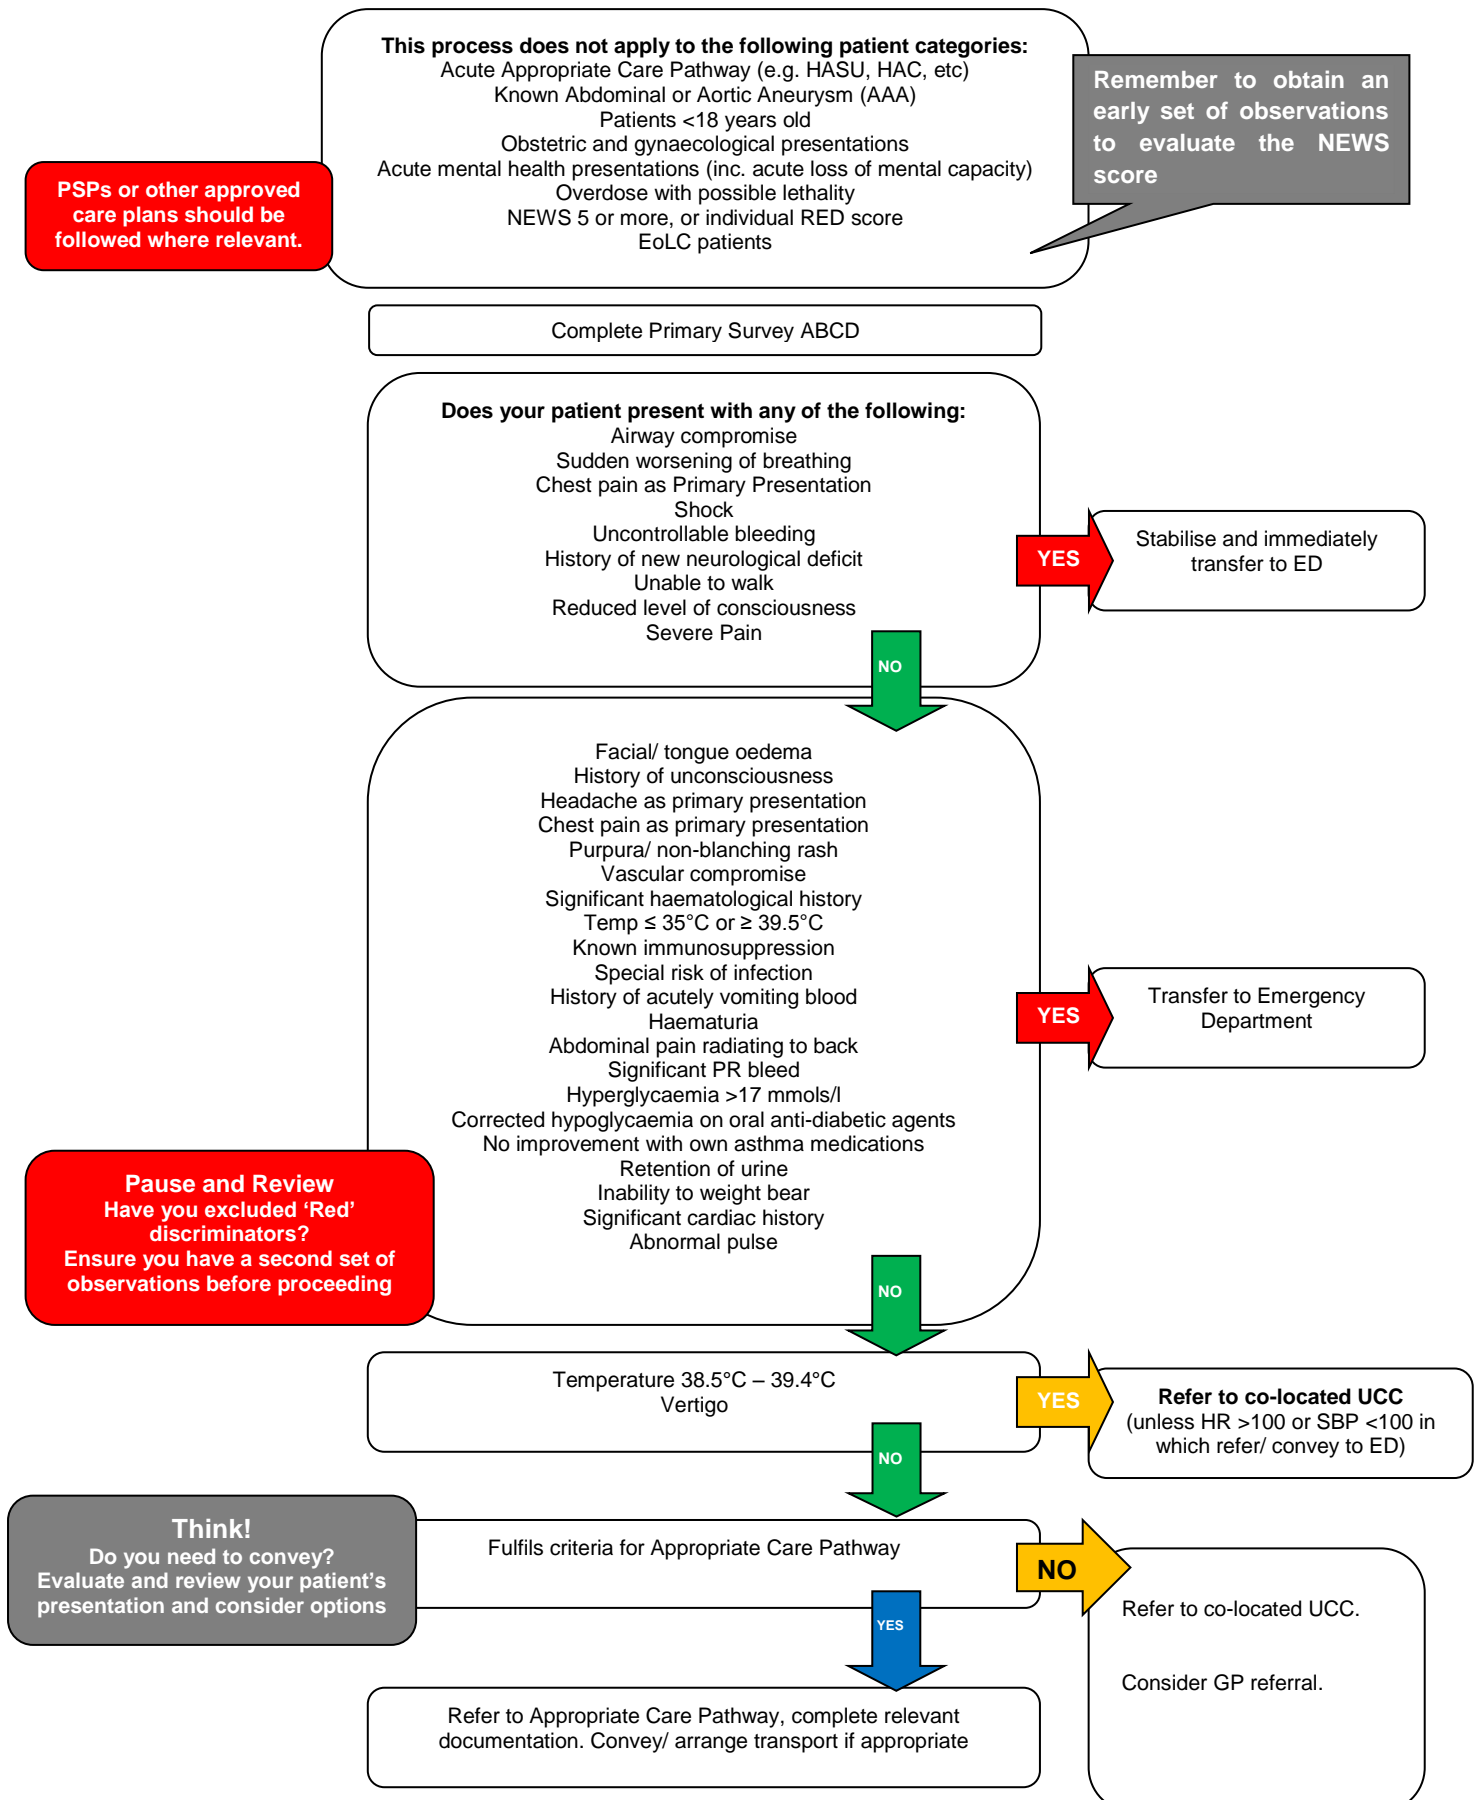 This process does not apply to the following patient categories:
Acute Appropriate Care Pathway (e.g. HASU, HAC, etc)
Known Abdominal or Aortic Aneurysm (AAA)
Patients <18 years old
Obstetric and gynaecological presentations
Acute mental health presentations (inc. acute loss of mental capacity)
Overdose with possible lethality
NEWS 5 or more, or individual RED score
EoLC patients
Remember to obtain an
early set of observations
to evaluate the NEWS
score
PSPs or other approved
care plans should be
followed where relevant.
Complete Primary Survey ABCD
Does your patient present with any of the following:
Airway compromise
Sudden worsening of breathing
Chest pain as Primary Presentation
Shock
Uncontrollable bleeding
History of new neurological deficit
Unable to walk
Reduced level of consciousness
Severe Pain
YES
Stabilise and immediately
transfer to ED
NO
Facial/ tongue oedema
History of unconsciousness
Headache as primary presentation
Chest pain as primary presentation
Purpura/ non-blanching rash
Vascular compromise
Significant haematological history
Temp ≤ 35°C or ≥ 39.5°C
Known immunosuppression
Special risk of infection
History of acutely vomiting blood
Haematuria
Abdominal pain radiating to back
Significant PR bleed
Hyperglycaemia >17 mmols/l
Corrected hypoglycaemia on oral anti-diabetic agents
No improvement with own asthma medications
Retention of urine
Inability to weight bear
Significant cardiac history
Abnormal pulse
YES
Transfer to Emergency
Department
Pause and Review
Have you excluded ‘Red’
discriminators?
Ensure you have a second set of
observations before proceeding
NO
Temperature 38.5°C – 39.4°C
Vertigo
YES
Refer to co-located UCC
(unless HR >100 or SBP <100 in
which refer/ convey to ED)
NO
Think!
Do you need to convey?
Evaluate and review your patient’s
presentation and consider options
Fulfils criteria for Appropriate Care Pathway
NO
Refer to co-located UCC.
Consider GP referral.
YES
Refer to Appropriate Care Pathway, complete relevant
documentation. Convey/ arrange transport if appropriate